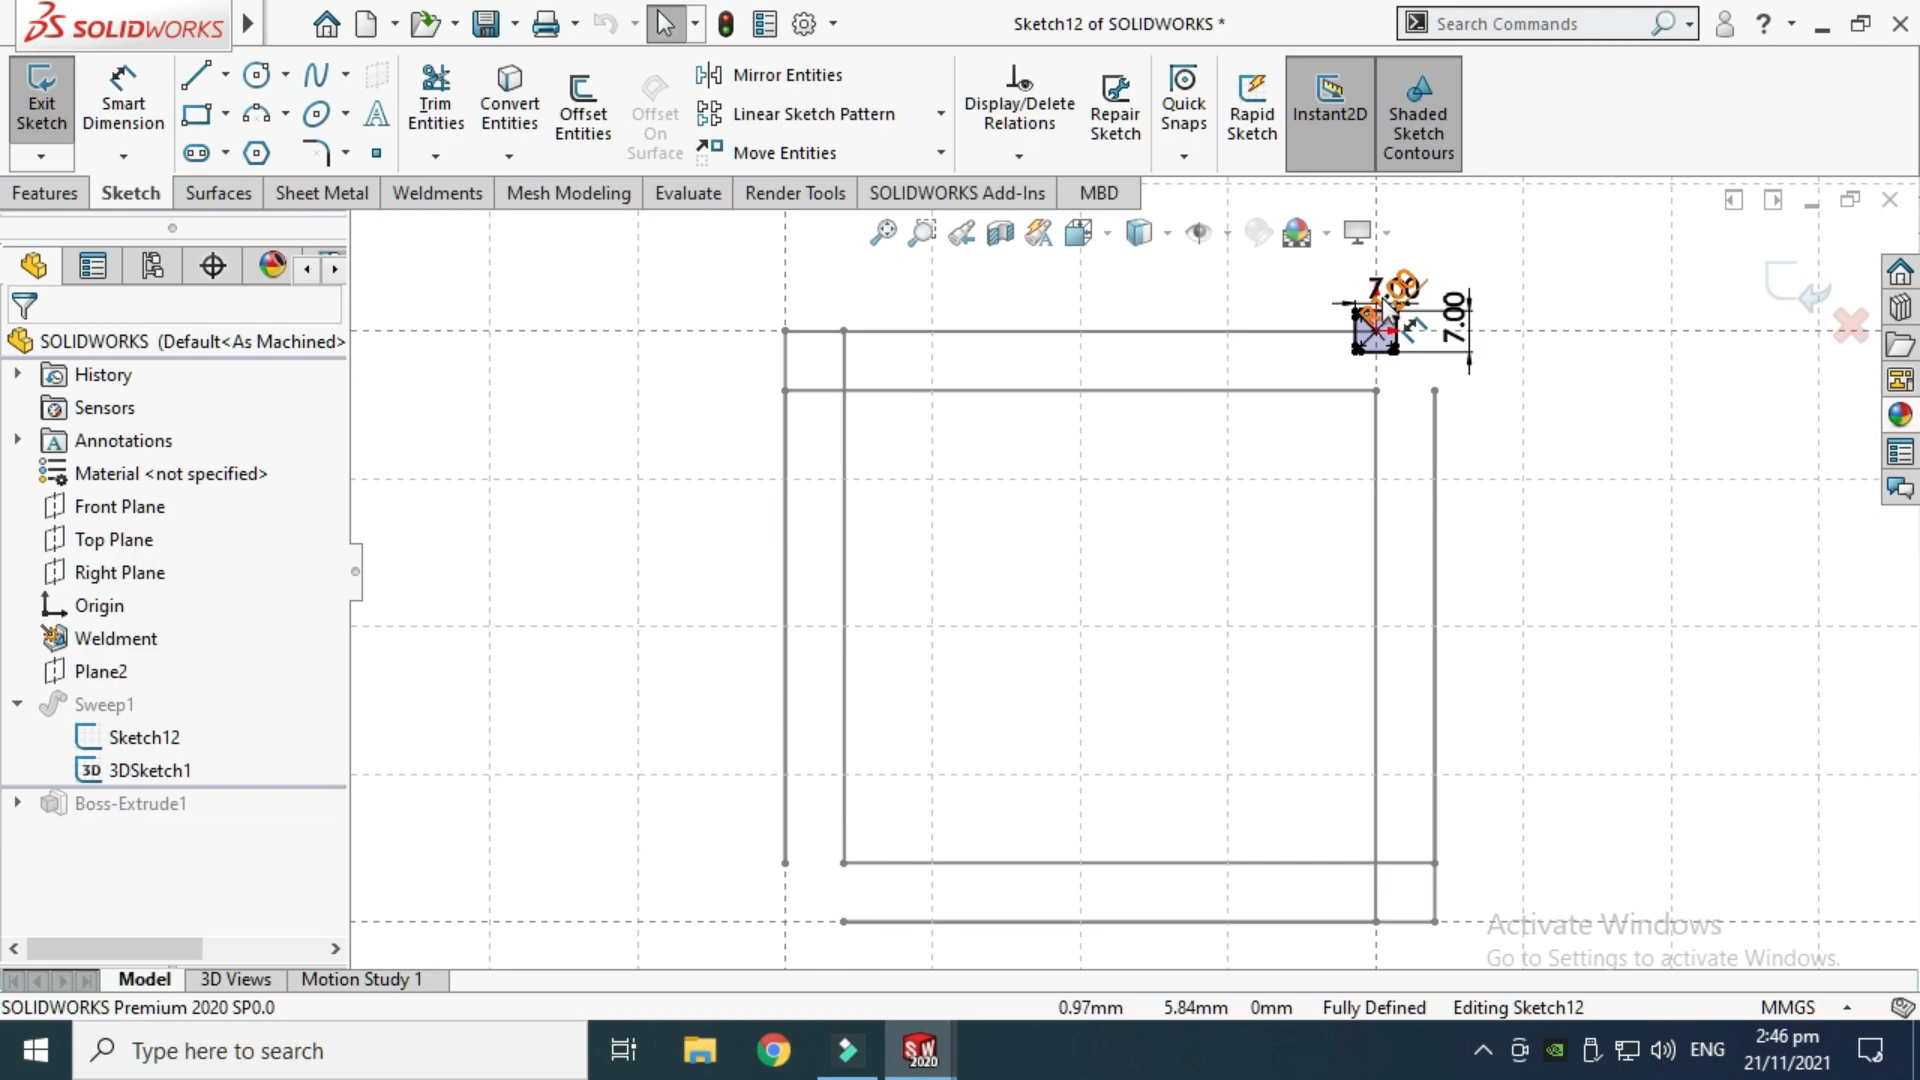 SOLIDWORKS
Sketch12 of SOLIDWORKS *
Search Commands
?
Exit Sketch
Smart Dimension
Trim Entities
Convert Entities
Offset Entities
Offset On Surface
Mirror Entities
Linear Sketch Pattern
Move Entities
Display/Delete Relations
Repair Sketch
Quick Snaps
Rapid Sketch
Instant2D
Shaded Sketch Contours
Features
Sketch
Surfaces
Sheet Metal
Weldments
Mesh Modeling
Evaluate
Render Tools
SOLIDWORKS Add-Ins
MBD
SOLIDWORKS (Default<As Machined>
History
Sensors
Annotations
Material <not specified>
Front Plane
Top Plane
Right Plane
Origin
Weldment
Plane2
Sweep1
Sketch12
3D 3DSketch1
Boss-Extrude1
7.00
Activate Windows
Go to Settings to activate Windows.
Model
3D Views
Motion Study 1
SOLIDWORKS Premium 2020 SP0.0
0.97mm
5.84mm
0mm
Fully Defined
Editing Sketch12
MMGS
Type here to search
SW
2020
ENG
2:46 pm
21/11/2021